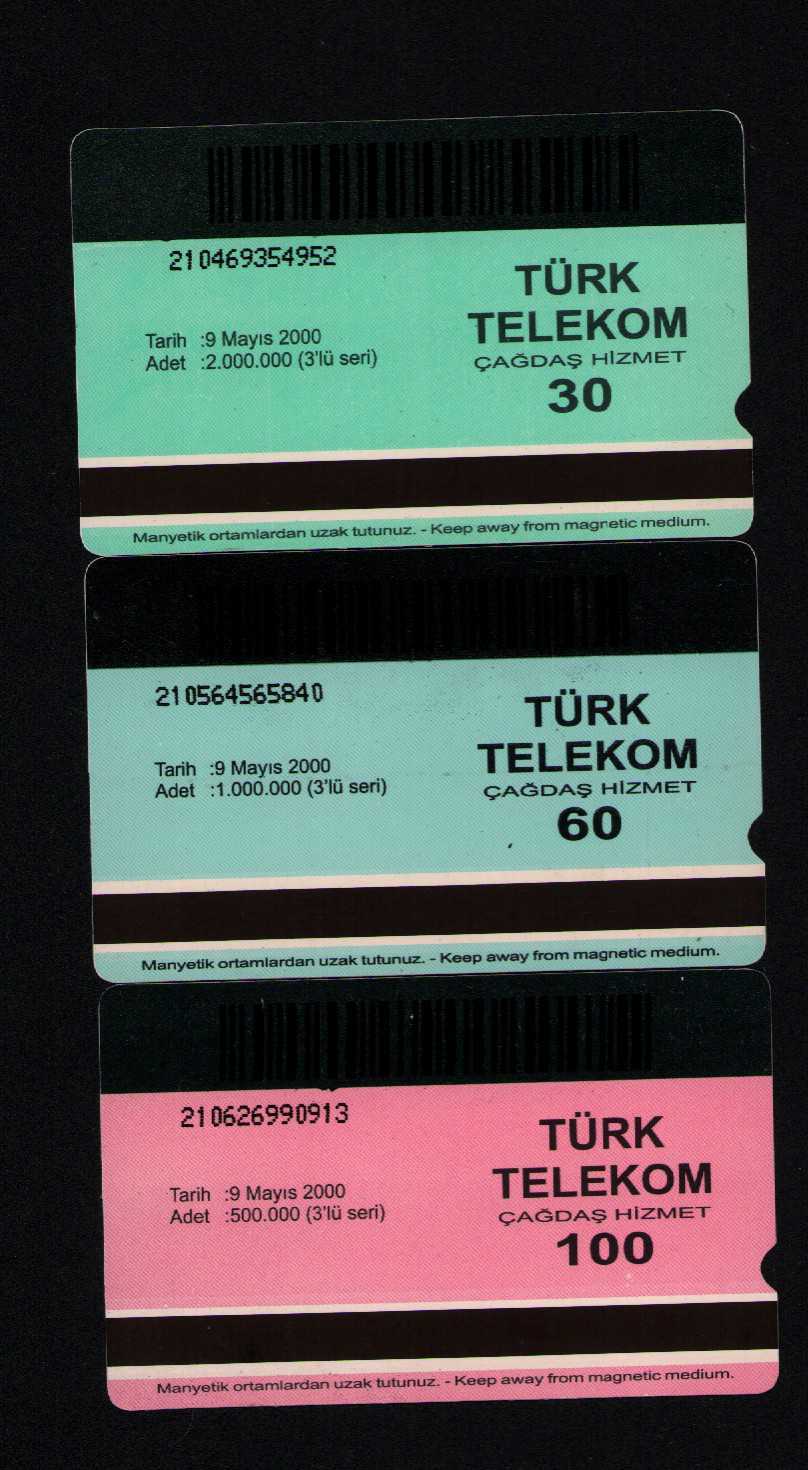 210469354952
Tarih :9 Mayıs 2000
Adet :2.000.000 (3'lü seri)
TÜRK
TELEKOM
ÇAĞDAŞ HİZMET
30
Manyetik ortamlardan uzak tutunuz. - Keep away from magnetic medium.
210564565840
Tarih :9 Mayıs 2000
Adet :1.000.000 (3'lü seri)
TÜRK
TELEKOM
ÇAĞDAŞ HİZMET
60
Manyetik ortamlardan uzak tutunuz. - Keep away from magnetic medium.
210626990913
Tarih :9 Mayıs 2000
Adet :500.000 (3'lü seri)
TÜRK
TELEKOM
ÇAĞDAŞ HİZMET
100
Manyetik ortamlardan uzak tutunuz. - Keep away from magnetic medium.